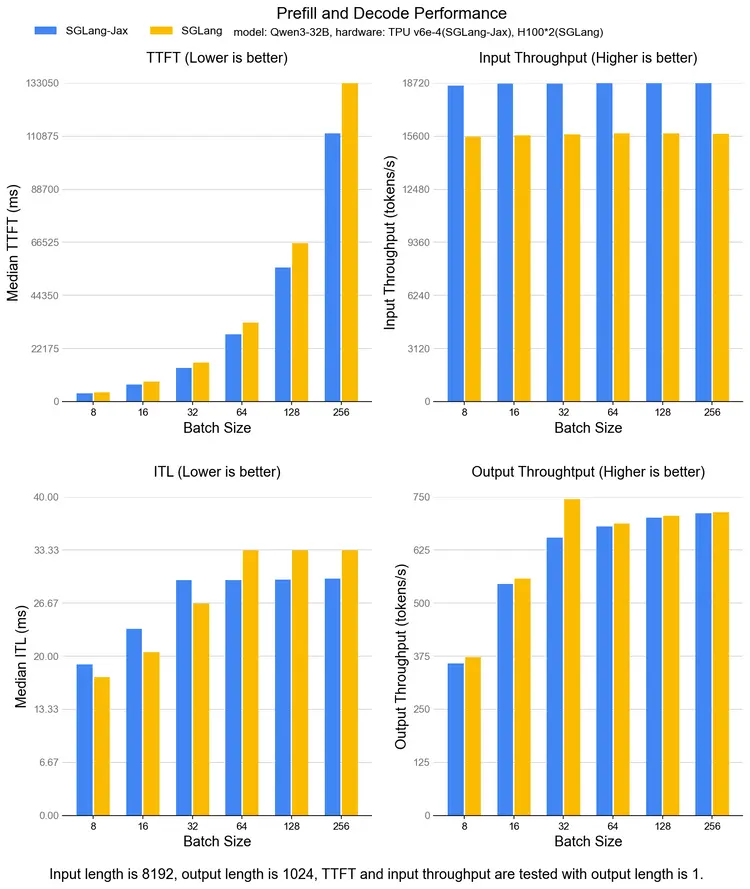 Prefill and Decode Performance
SGLang-Jax SGLang model: Qwen3-32B, hardware: TPU v6e-4(SGLang-Jax), H100*2(SGLang)
TTFT (Lower is better)
Median TTFT (ms)
133050
110875
88700
66525
44350
22175
0
8 16 32 64 128 256
Batch Size
Input Throughput (Higher is better)
Input Throughput (tokens/s)
18720
15600
12480
9360
6240
3120
0
8 16 32 64 128 256
Batch Size
ITL (Lower is better)
Median ITL (ms)
40.00
33.33
26.67
20.00
13.33
6.67
0.00
8 16 32 64 128 256
Batch Size
Output Throughtput (Higher is better)
Output Throughput (tokens/s)
750
625
500
375
250
125
0
8 16 32 64 128 256
Batch Size
Input length is 8192, output length is 1024, TTFT and input throughput are tested with output length is 1.